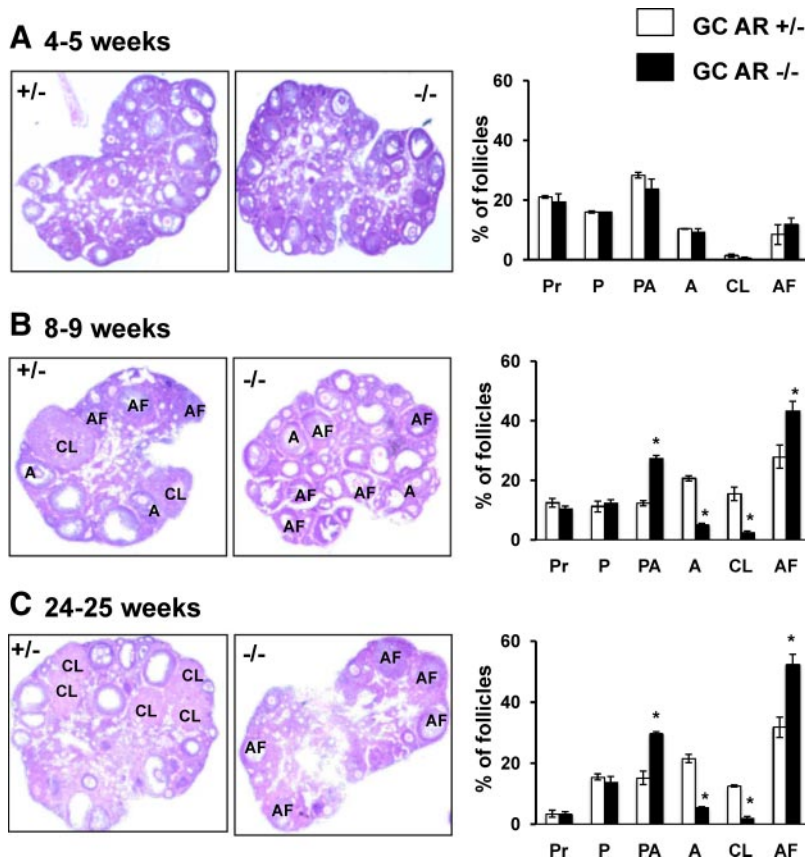 A 4-5 weeks
+/-
-/-
GC AR +/-
GC AR -/-
% of follicles
60
40
20
0
Pr P PA A CL AF
B 8-9 weeks
+/-
AF
AF
AF
CL
A
CL
A
-/-
A
AF
AF
AF
AF
A
AF
% of follicles
60
40
20
0
* * * *
Pr P PA A CL AF
C 24-25 weeks
+/-
CL
CL
CL
CL
CL
-/-
AF
AF
AF
AF
AF
% of follicles
60
40
20
0
* * * *
Pr P PA A CL AF